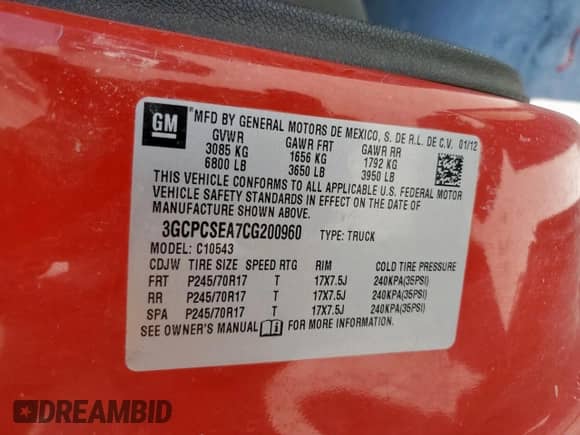 GM ® MFD BY GENERAL MOTORS DE MEXICO, S. DE R.L. DE C.V. 01/12
GVWR GAWR FRT GAWR RR
3085 KG 1656 KG 1792 KG
6800 LB 3650 LB 3950 LB
THIS VEHICLE CONFORMS TO ALL APPLICABLE U.S. FEDERAL MOTOR
VEHICLE SAFETY STANDARDS IN EFFECT ON THE DATE OF
MANUFACTURE SHOWN ABOVE.
3GCPCSEA7CG200960 TYPE: TRUCK
MODEL: C10543
CDJW TIRE SIZE SPEED RTG RIM COLD TIRE PRESSURE
FRT P245/70R17 T 17X7.5J 240KPA(35PSI)
RR P245/70R17 T 17X7.5J 240KPA(35PSI)
SPA P245/70R17 T 17X7.5J 240KPA(35PSI)
SEE OWNER'S MANUAL FOR MORE INFORMATION.
DREAMBID